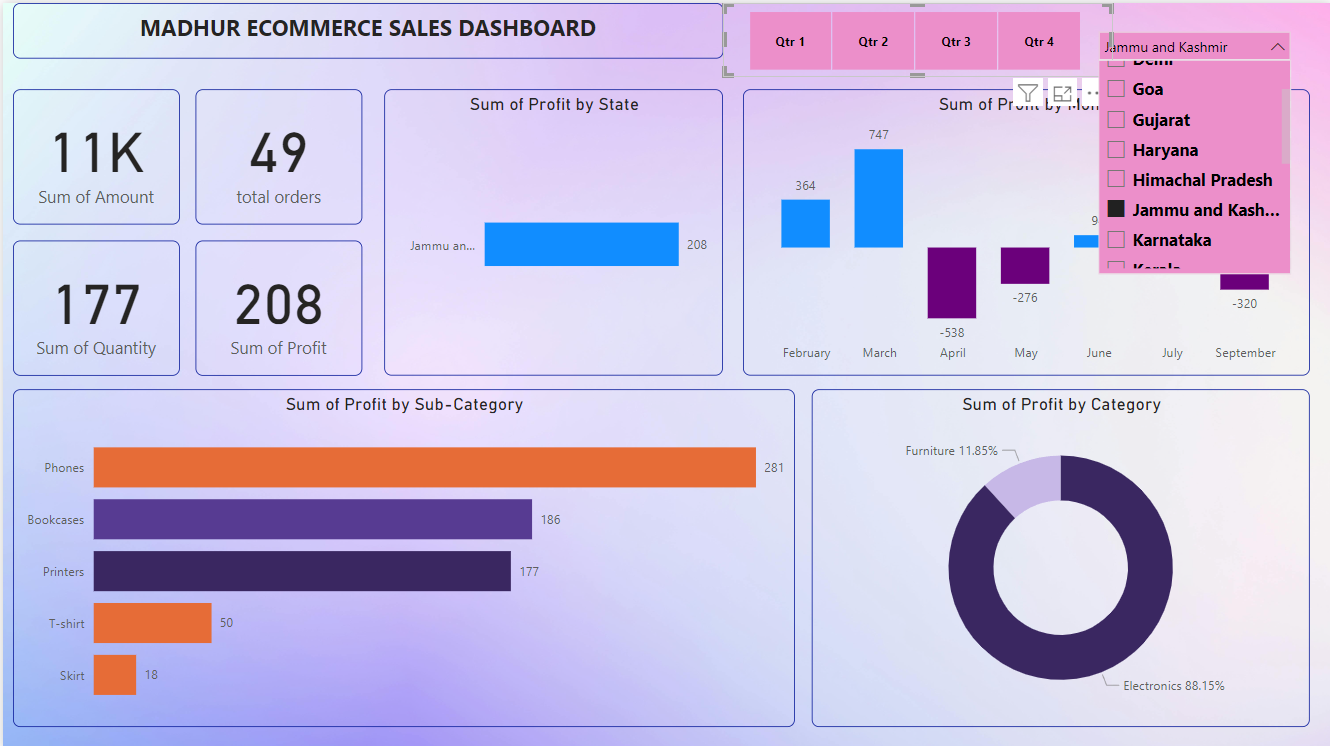 MADHUR ECOMMERCE SALES DASHBOARD
Qtr 1 Qtr 2 Qtr 3 Qtr 4
Jammu and Kashmir
Delhi
Goa
Gujarat
Haryana
Himachal Pradesh
Jammu and Kash...
Karnataka
Kerala
11K
Sum of Amount
49
total orders
177
Sum of Quantity
208
Sum of Profit
Sum of Profit by State
Jammu an...
208
Sum of Profit by Mon
364
747
-538
-276
9
-320
February March April May June July September
Sum of Profit by Sub-Category
Phones 281
Bookcases 186
Printers 177
T-shirt 50
Skirt 18
Sum of Profit by Category
Furniture 11.85%
Electronics 88.15%